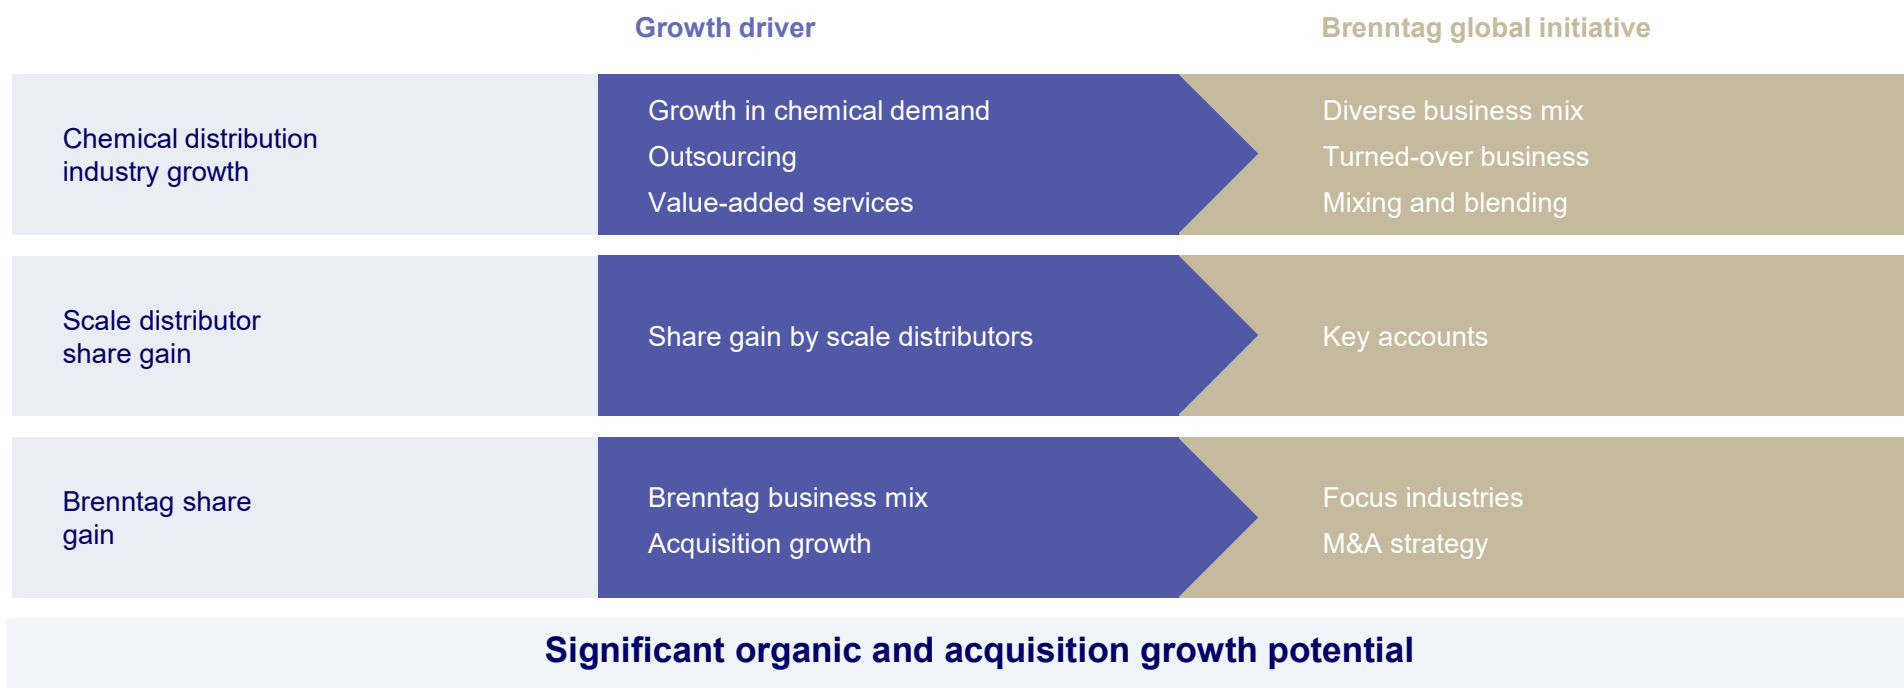 Growth driver
Brenntag global initiative
Chemical distribution
industry growth
Growth in chemical demand
Outsourcing
Value-added services
Diverse business mix
Turned-over business
Mixing and blending
Scale distributor
share gain
Share gain by scale distributors
Key accounts
Brenntag share
gain
Brenntag business mix
Acquisition growth
Focus industries
M&A strategy
Significant organic and acquisition growth potential